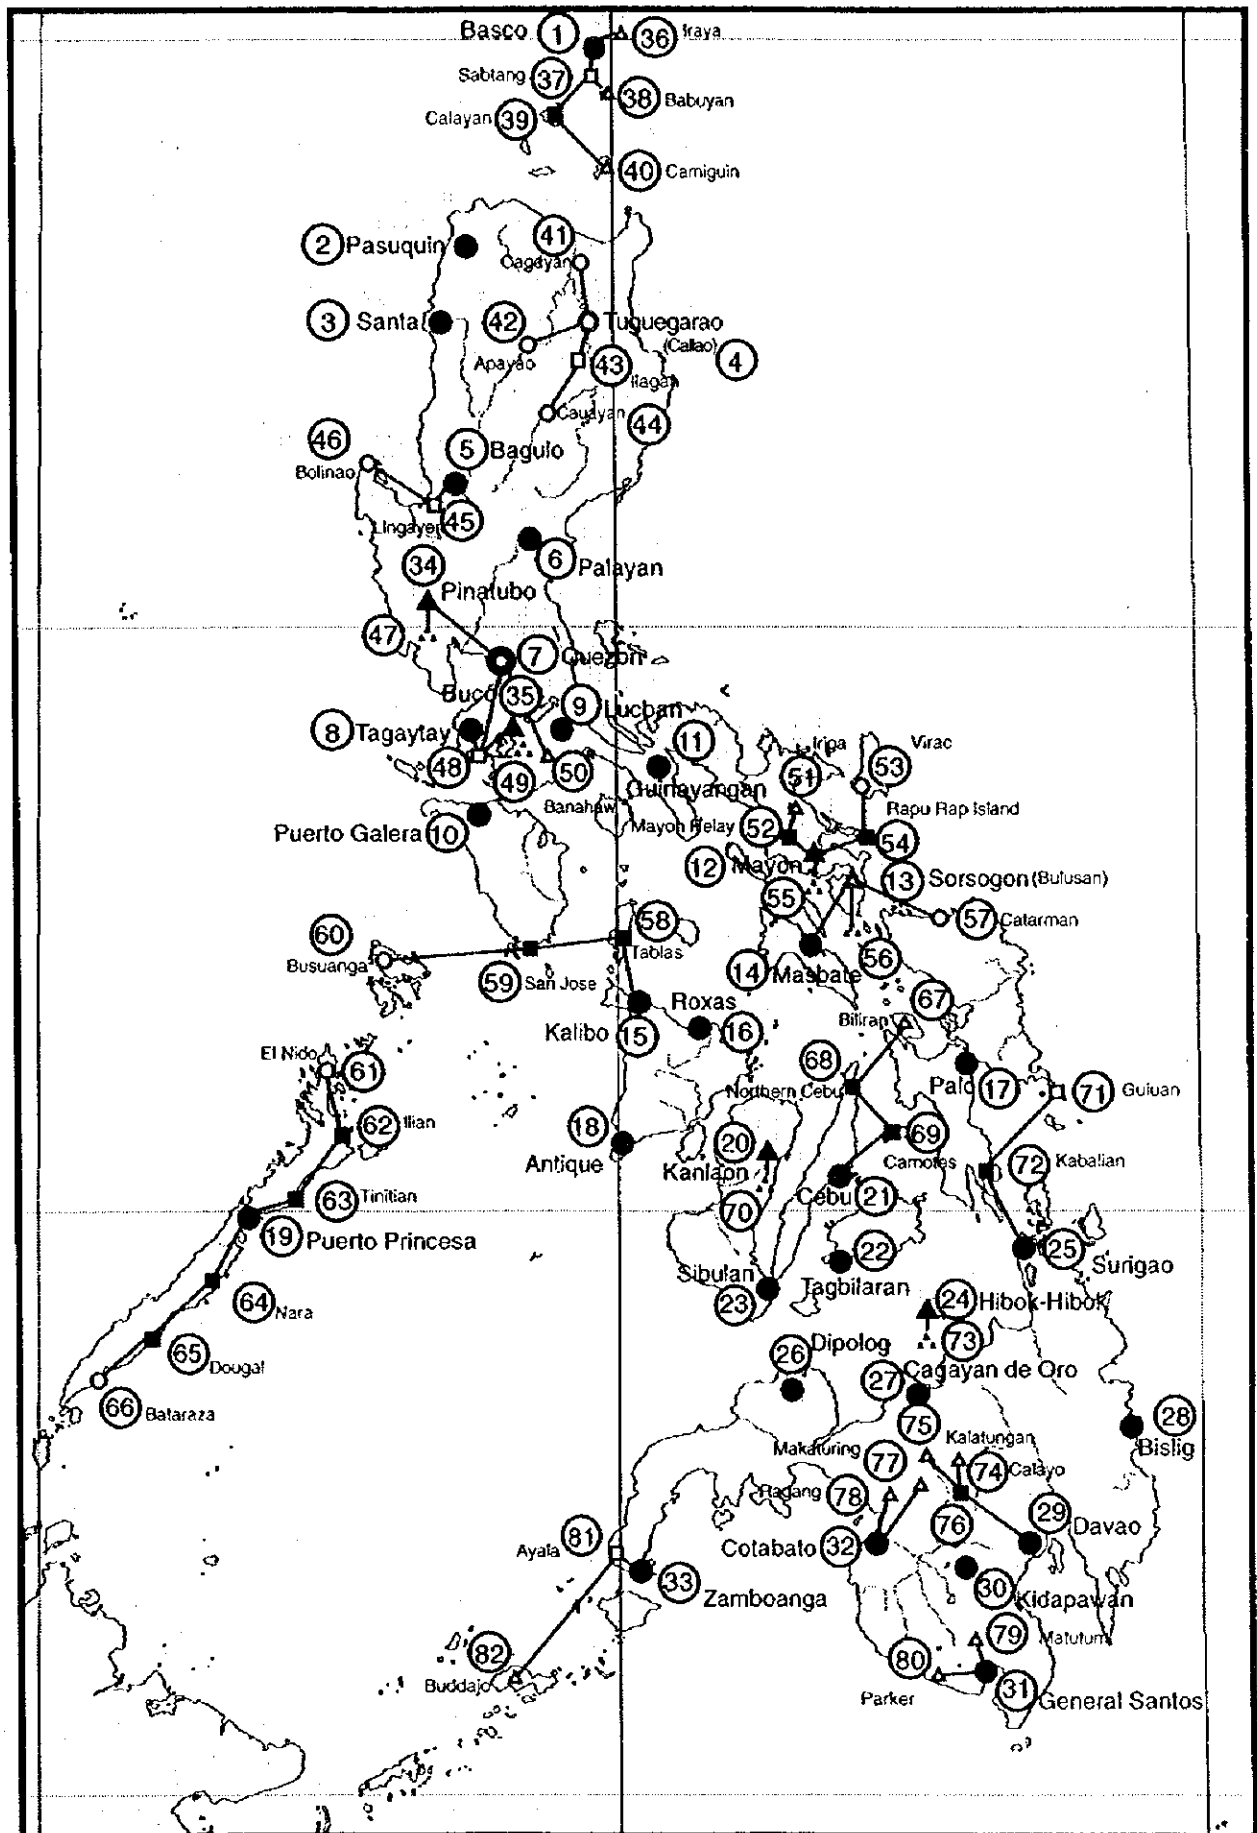 Basco 1
36 Iraya
Sabtang 37
38 Babuyan
Calayan 39
40 Camiguin
2 Pasuquin
41
Cagayan
3 Santa
42
Tuguegarao
(Callao) 4
Apayao
43
Ilagan
Cauayan
44
46
Bolinao
5 Baguio
Lingayen 45
34
6 Palayan
Pinatubo
47
7 Quezon
Buco 35
9 Lucban
8 Tagaytay
11
Iriga
Virac
48
49
50
51
53
Banahaw
Guinayangan
Rapu Rap Island
Puerto Galera 10
Mayon Relay 52
54
12 Mayon
13 Sorsogon (Bulusan)
55
57 Catarman
60
Busuanga
58
Tablas
59 San Jose
14 Masbate
56
Roxas
67
Kalibo 15
16
Biliran
El Nido
61
68
Northern Cebu
Palo 17
71 Guiuan
62 Ilian
18
Antique
20
Kanlaon
69
Camotes
72 Kabalian
63 Tinitian
70
Cebu 21
19 Puerto Princesa
22
25 Surigao
Sibulan
Tagbilaran
64 Nara
23
24 Hibok-Hibok
65 Dougal
26 Dipolog
73
66 Bataraza
27 Cagayan de Oro
28
Bislig
75
Makaturing 77
Kalatungan
74 Calayo
Ragang 78
76
29 Davao
81
Ayala
Cotabato 32
33 Zamboanga
30 Kidapawan
79 Matutum
82
Buddajo
80
Parker
31 General Santos